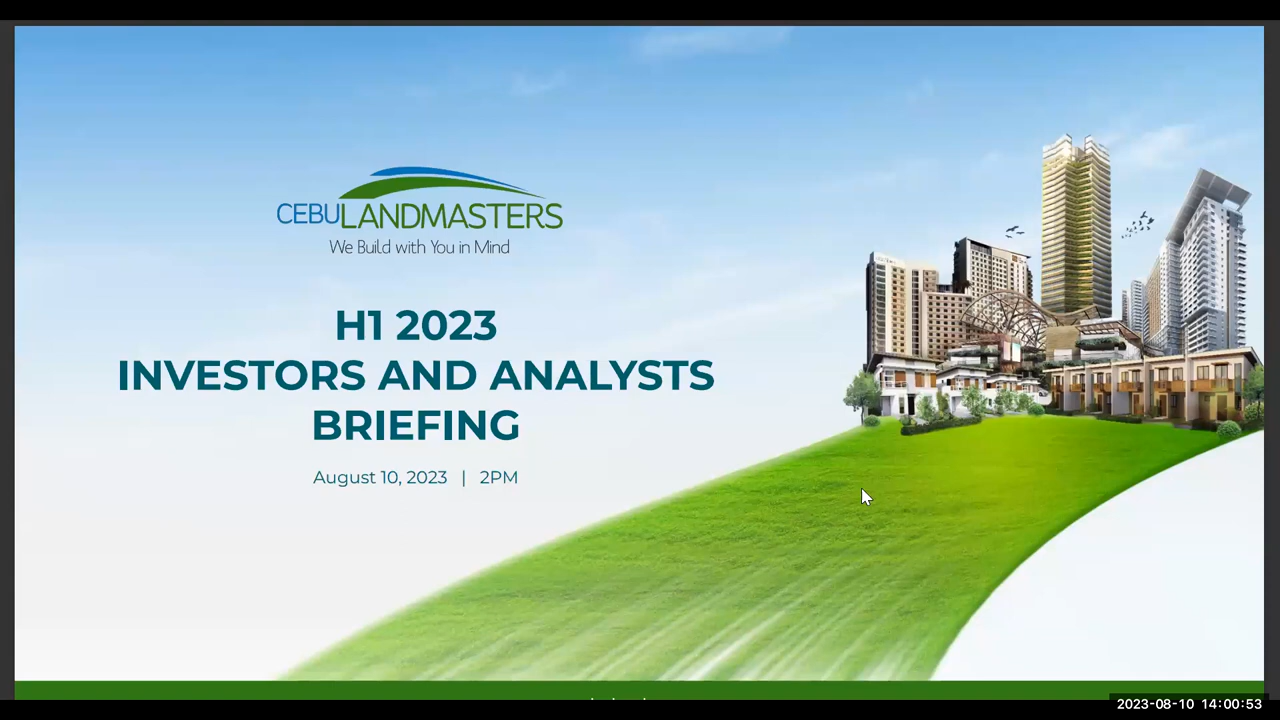 CEBULANDMASTERS
We Build with You in Mind
H1 2023
INVESTORS AND ANALYSTS
BRIEFING
August 10, 2023 | 2PM
2023-08-10 14:00:53